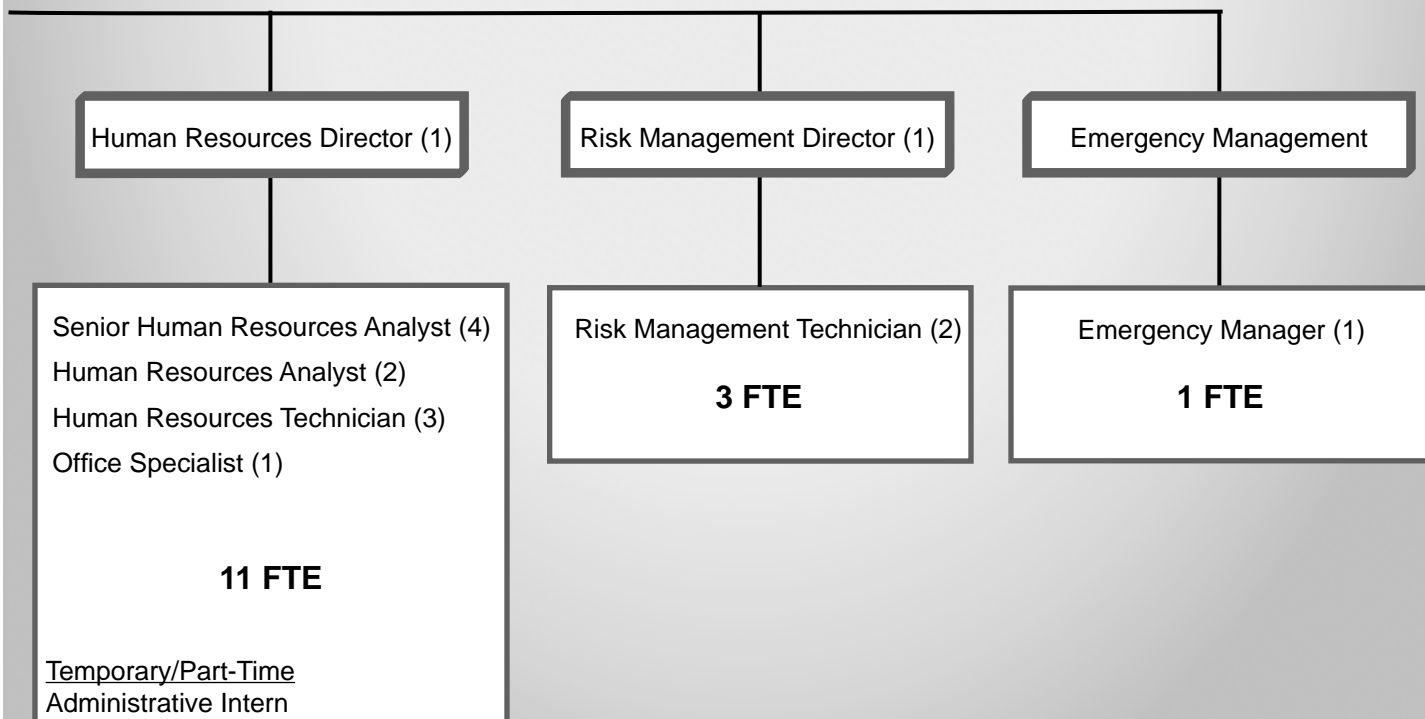 Human Resources Director (1)
Senior Human Resources Analyst (4)
Human Resources Analyst (2)
Human Resources Technician (3)
Office Specialist (1)
11 FTE
Temporary/Part-Time
Administrative Intern
Risk Management Director (1)
Risk Management Technician (2)
3 FTE
Emergency Management
Emergency Manager (1)
1 FTE